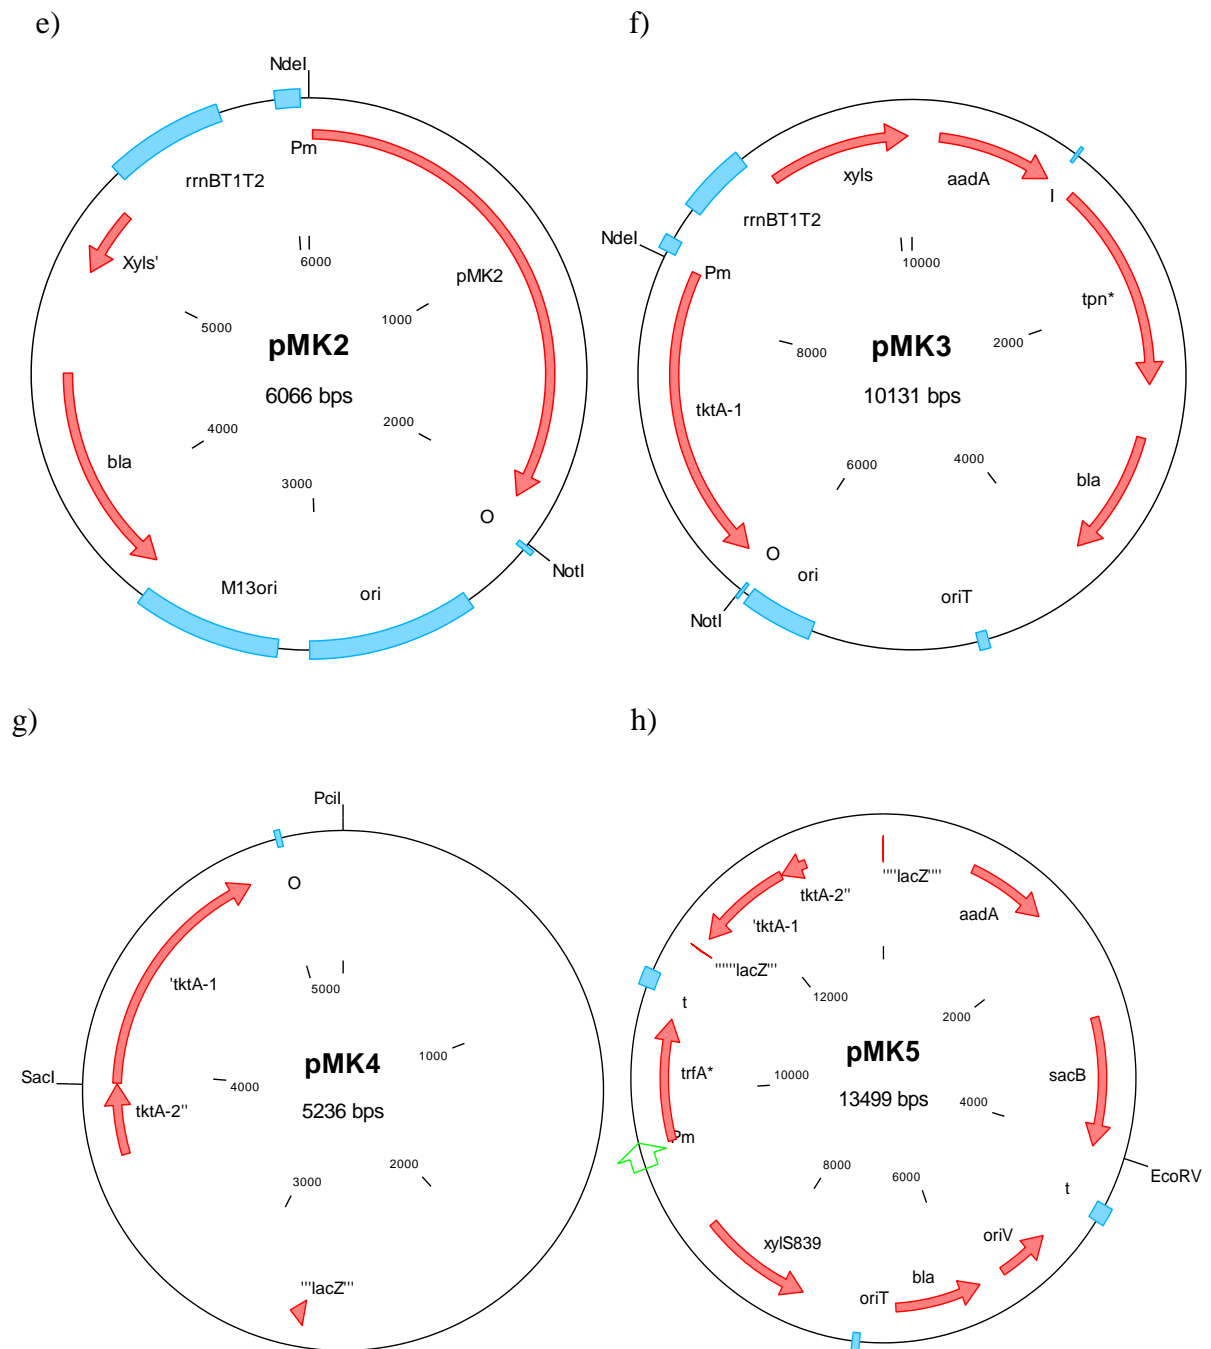 e)
f)
NdeI
Pm
rrnBT1T2
Xyls'
6000
pMK2
1000
5000
pMK2
6066 bps
2000
4000
bla
3000
O
NotI
M13ori
ori
xyls
aadA
I
rrnBT1T2
NdeI
10000
Pm
tpn*
2000
pMK3
8000
10131 bps
tktA-1
6000
4000
bla
O
ori
oriT
NotI
g)
h)
PciI
O
'tktA-1
5000
1000
SacI
pMK4
4000
tktA-2''
5236 bps
2000
3000
'''lacZ'''
''''lacZ''''
tktA-2''
aadA
'tktA-1
''''''lacZ'''
12000
t
2000
pMK5
trfA*
10000
sacB
13499 bps
4000
Pm
8000
6000
t
EcoRV
oriV
xylS839
bla
oriT